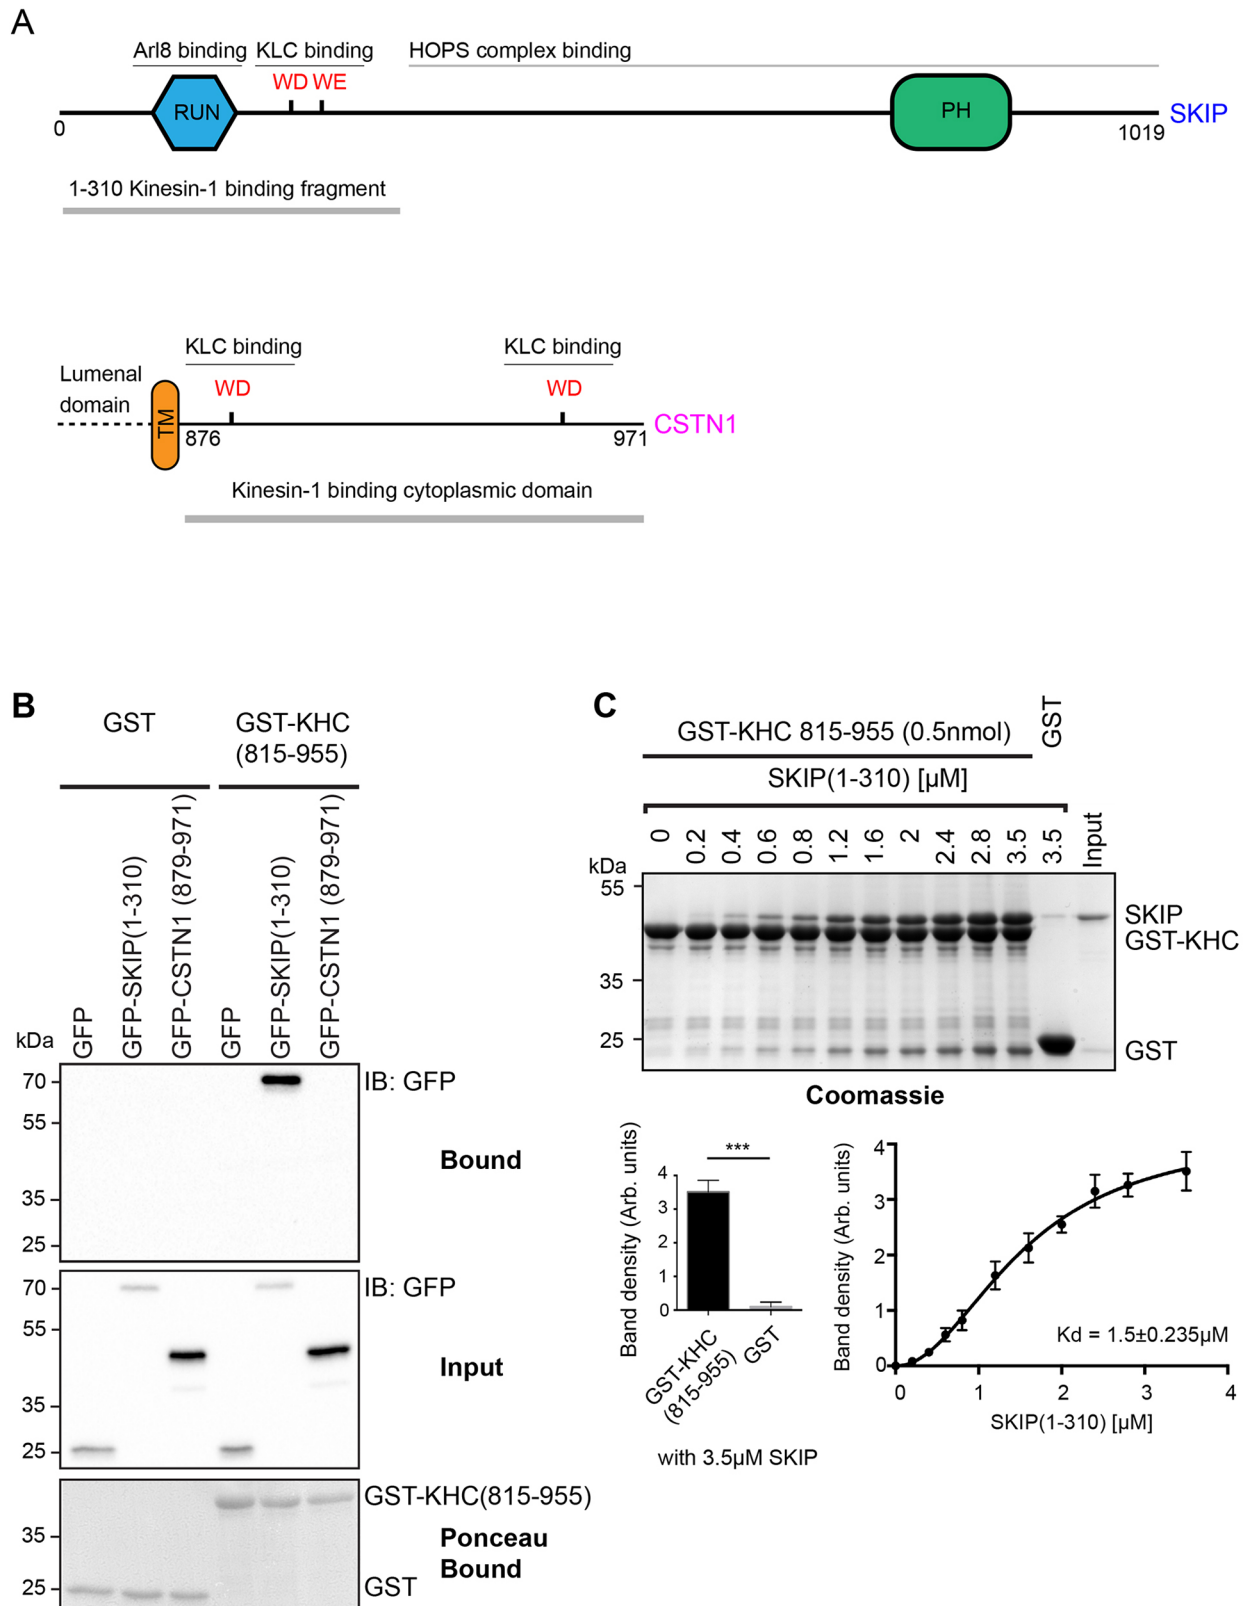 A
Arl8 binding KLC binding HOPS complex binding
WD WE
RUN PH SKIP
0 1019
1-310 Kinesin-1 binding fragment
KLC binding KLC binding
Lumenal
domain
WD WD
TM
CSTN1
876 971
Kinesin-1 binding cytoplasmic domain
B
GST GST-KHC
(815-955)
GFP
GFP-SKIP(1-310)
GFP-CSTN1 (879-971)
GFP
GFP-SKIP(1-310)
GFP-CSTN1 (879-971)
kDa
70 IB: GFP
55
Bound
35
25
70 IB: GFP
55
Input
35
25
GST-KHC(815-955)
35 Ponceau
Bound
25 GST
C
GST-KHC 815-955 (0.5nmol) GST
SKIP(1-310) [µM]
0 0.2 0.4 0.6 0.8 1.2 1.6 2 2.4 2.8 3.5 3.5 Input
kDa
55
SKIP
GST-KHC
35
25
GST
Coomassie
Band density (Arb. units)
***
4
3
2
1
0
GST-KHC
(815-955)
GST
with 3.5µM SKIP
Band density (Arb. units)
4
3
2
1
0
Kd = 1.5±0.235µM
0 1 2 3 4
SKIP(1-310) [µM]